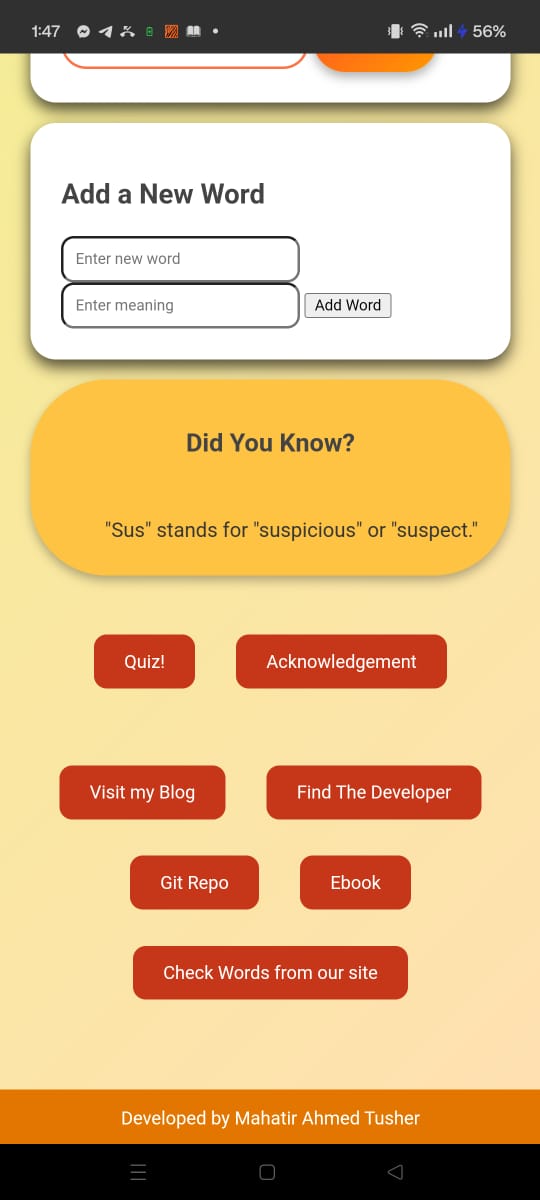 1:47
56%
Add a New Word
Enter new word
Enter meaning
Add Word
Did You Know?
"Sus" stands for "suspicious" or "suspect."
Quiz!
Acknowledgement
Visit my Blog
Find The Developer
Git Repo
Ebook
Check Words from our site
Developed by Mahatir Ahmed Tusher